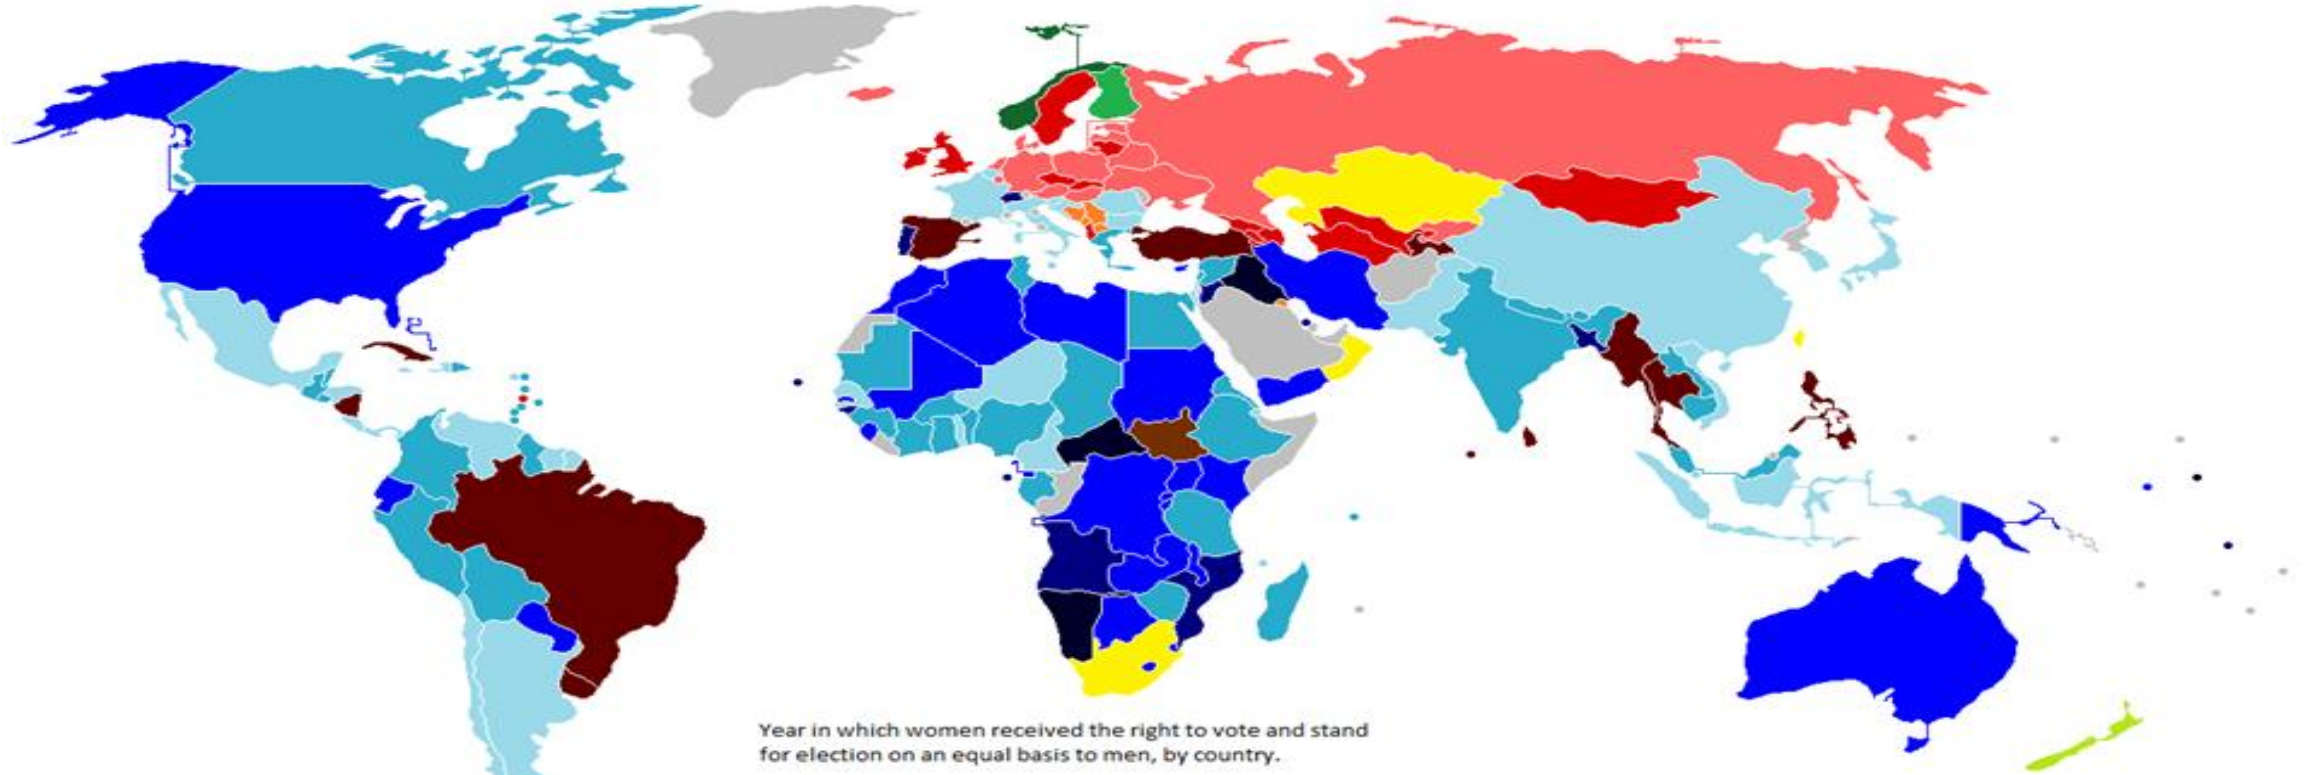 Year in which women received the right to vote and stand
for election on an equal basis to men, by country.